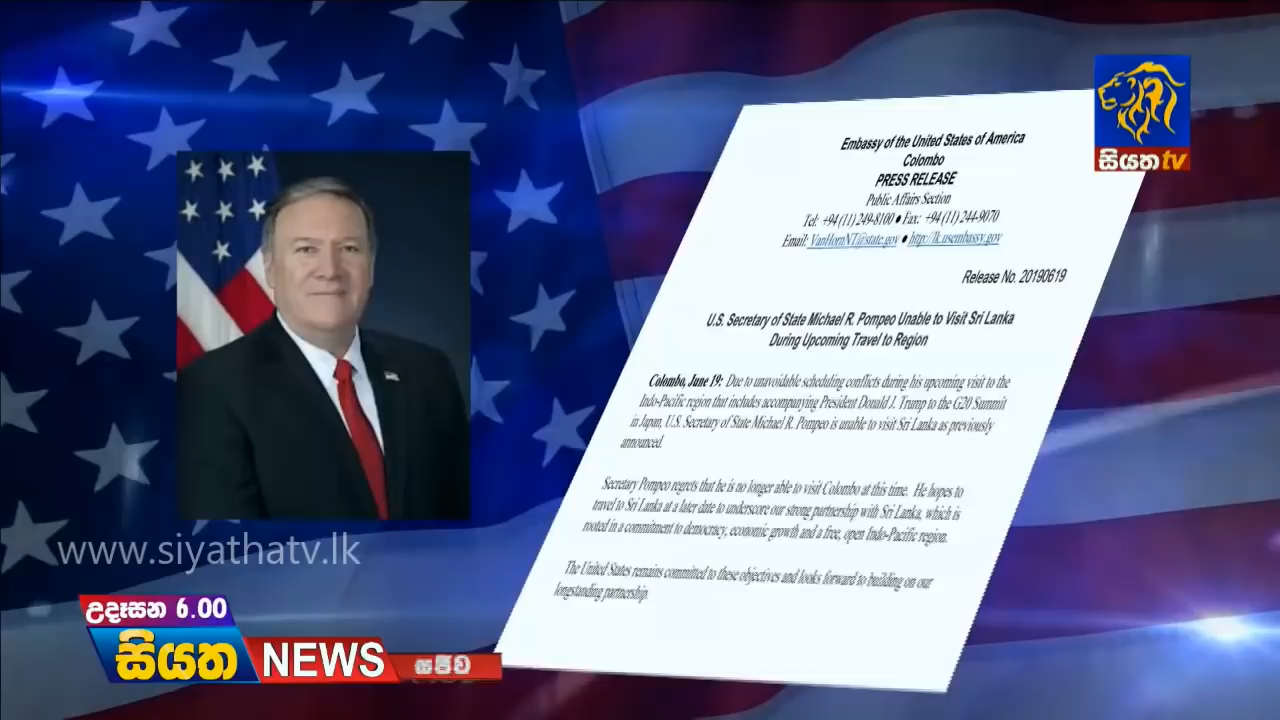 සියත tv
Embassy of the United States of America
Colombo
PRESS RELEASE
Public Affairs Section
Tel: +94 (11) 249-8100 ● Fax: +94 (11) 244-9070
Email: VanHornNT@state.gov ● http://lk.usembassy.gov
Release No. 20190619
U.S. Secretary of State Michael R. Pompeo Unable to Visit Sri Lanka
During Upcoming Travel to Region
Colombo, June 19: Due to unavoidable scheduling conflicts during his upcoming visit to the
Indo-Pacific region that includes accompanying President Donald J. Trump to the G20 Summit
in Japan, U.S. Secretary of State Michael R. Pompeo is unable to visit Sri Lanka as previously
announced.
Secretary Pompeo regrets that he is no longer able to visit Colombo at this time. He hopes to
travel to Sri Lanka at a later date to underscore our strong partnership with Sri Lanka, which is
rooted in a commitment to democracy, economic growth and a free, open Indo-Pacific region.
The United States remains committed to these objectives and looks forward to building on our
longstanding partnership.
www.siyathatv.lk
උදෑසන 6.00
සියත NEWS සජීව